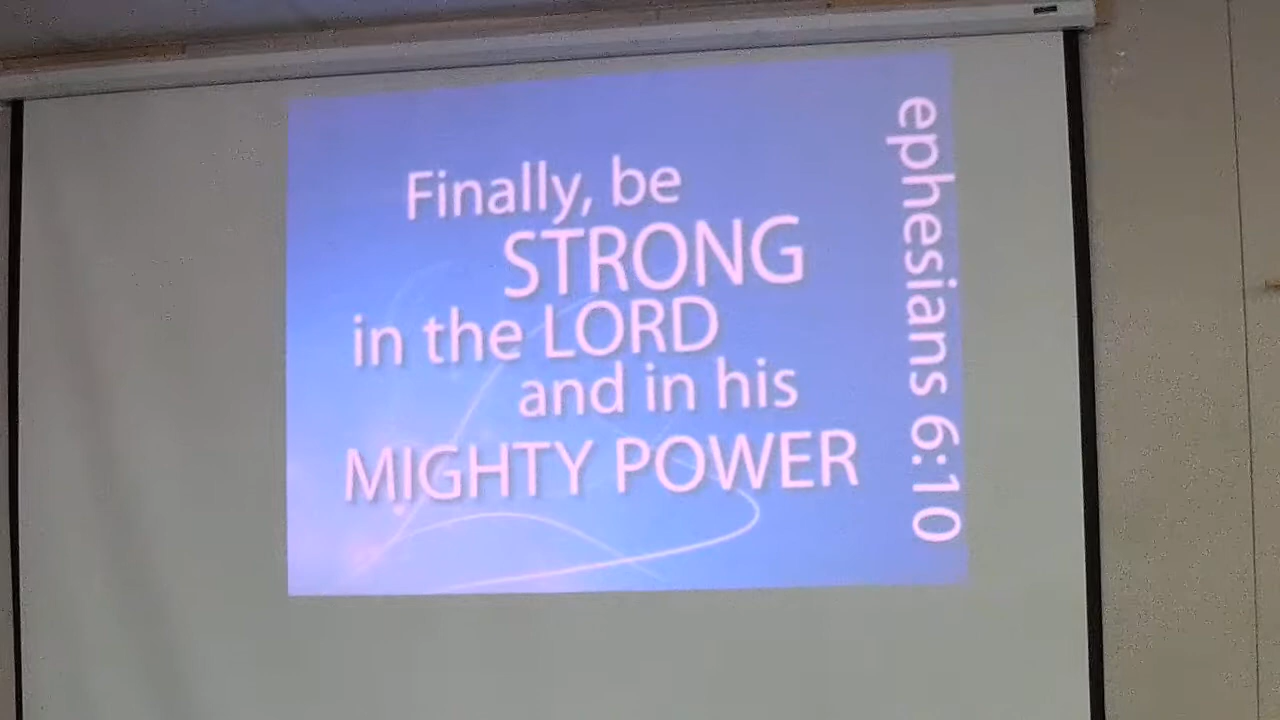 Finally, be
STRONG
in the LORD
and in his
MIGHTY POWER
ephesians 6:10